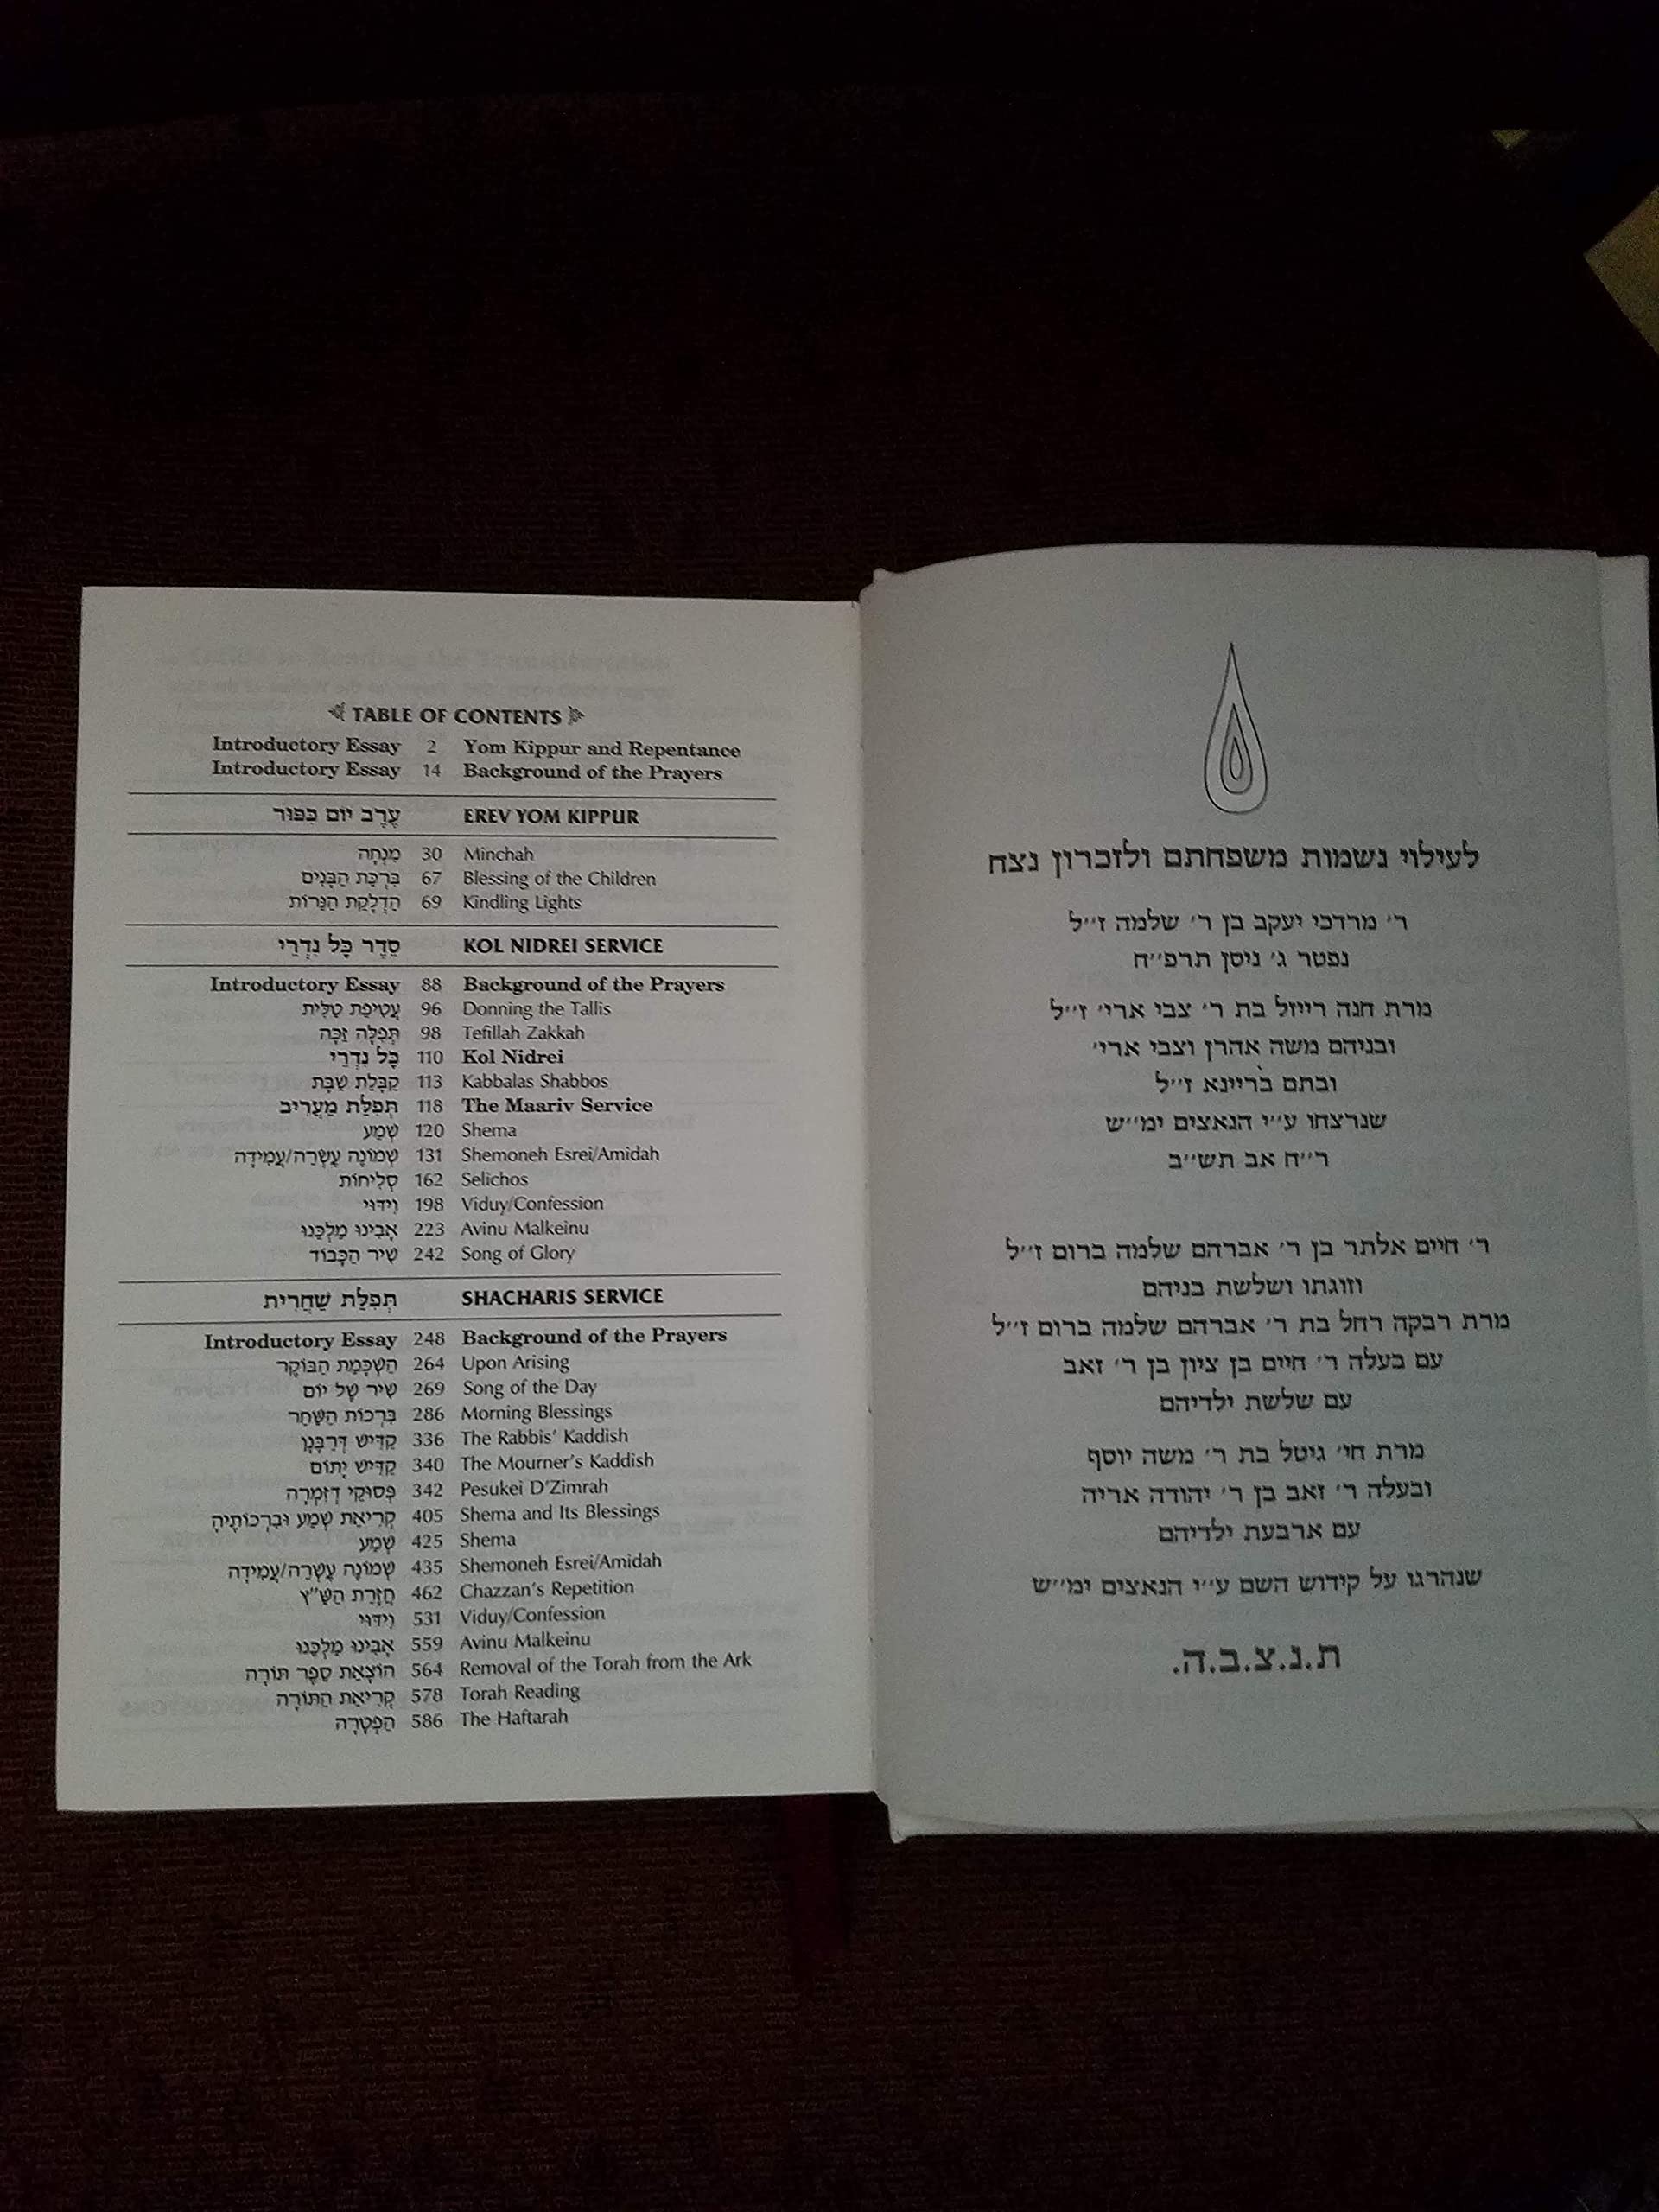 TABLE OF CONTENTS
Introductory Essay 2 Yom Kippur and Repentance
Introductory Essay 14 Background of the Prayers
עֶרֶב יוֹם כִּפּוּר EREV YOM KIPPUR
מִנְחָה 30 Minchah
בִּרְכַּת הַבָּנִים 67 Blessing of the Children
הַדְלָקַת הַנֵּרוֹת 69 Kindling Lights
סֵדֶר כָּל נִדְרֵי KOL NIDREI SERVICE
Introductory Essay 88 Background of the Prayers
עֲטִיפַת טַלִּית 96 Donning the Tallis
תְּפִלָּה זַכָּה 98 Tefillah Zakkah
כָּל נִדְרֵי 110 Kol Nidrei
קַבָּלַת שַׁבָּת 113 Kabbalas Shabbos
תְּפִלַּת מַעֲרִיב 118 The Maariv Service
שְׁמַע 120 Shema
שְׁמוֹנֶה עֶשְׂרֵה/עֲמִידָה 131 Shemoneh Esrei/Amidah
סְלִיחוֹת 162 Selichos
וִידּוּי 198 Viduy/Confession
אָבִינוּ מַלְכֵּנוּ 223 Avinu Malkeinu
שִׁיר הַכָּבוֹד 242 Song of Glory
תְּפִלַּת שַׁחֲרִית SHACHARIS SERVICE
Introductory Essay 248 Background of the Prayers
הַשְׁכָּמַת הַבּוֹקֶר 264 Upon Arising
שִׁיר שֶׁל יוֹם 269 Song of the Day
בִּרְכוֹת הַשַּׁחַר 286 Morning Blessings
קַדִּישׁ דְּרַבָּנָן 336 The Rabbis' Kaddish
קַדִּישׁ יָתוֹם 340 The Mourner's Kaddish
פְּסוּקֵי דְזִמְרָה 342 Pesukei D'Zimrah
קְרִיאַת שְׁמַע וּבִרְכוֹתֶיהָ 405 Shema and Its Blessings
שְׁמַע 425 Shema
שְׁמוֹנֶה עֶשְׂרֵה/עֲמִידָה 435 Shemoneh Esrei/Amidah
חֲזָרַת הַשַּׁ״ץ 462 Chazzan's Repetition
וִידּוּי 531 Viduy/Confession
אָבִינוּ מַלְכֵּנוּ 559 Avinu Malkeinu
הוֹצָאַת סֵפֶר תּוֹרָה 564 Removal of the Torah from the Ark
קְרִיאַת הַתּוֹרָה 578 Torah Reading
הַפְטָרָה 586 The Haftarah
לעילוי נשמות משפחתם ולזכרון נצח
ר׳ מרדכי יעקב בן ר׳ שלמה ז״ל
נפטר ג׳ ניסן תרפ״ח
מרת חנה רייזל בת ר׳ צבי ארי׳ ז״ל
ובניהם משה אהרן וצבי ארי׳
ובתם בריינא ז״ל
שנרצחו ע״י הנאצים ימ״ש
ר״ח אב תש״ב
ר׳ חיים אלתר בן ר׳ אברהם שלמה ברום ז״ל
וזוגתו ושלשת בניהם
מרת רבקה רחל בת ר׳ אברהם שלמה ברום ז״ל
עם בעלה ר׳ חיים בן ציון בן ר׳ זאב
עם שלשת ילדיהם
מרת חי׳ גיטל בת ר׳ משה יוסף
ובעלה ר׳ זאב בן ר׳ יהודה אריה
עם ארבעת ילדיהם
שנהרגו על קידוש השם ע״י הנאצים ימ״ש
ת.נ.צ.ב.ה.